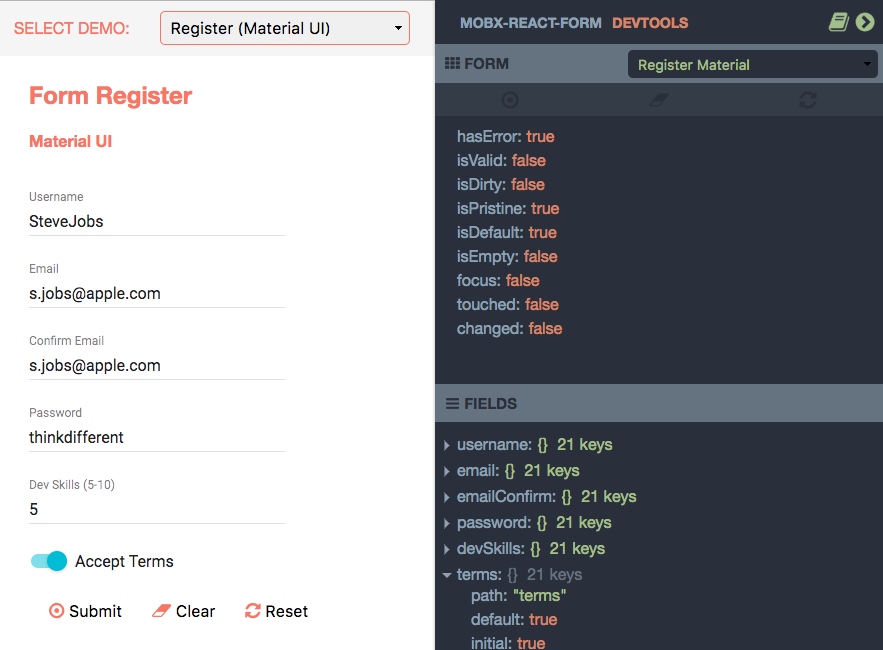 SELECT DEMO: Register (Material UI)
Form Register
Material UI
Username
SteveJobs
Email
s.jobs@apple.com
Confirm Email
s.jobs@apple.com
Password
thinkdifferent
Dev Skills (5-10)
5
Accept Terms
Submit Clear Reset
MOBX-REACT-FORM DEVTOOLS
FORM Register Material
hasError: true
isValid: false
isDirty: false
isPristine: true
isDefault: true
isEmpty: false
focus: false
touched: false
changed: false
FIELDS
username: {} 21 keys
email: {} 21 keys
emailConfirm: {} 21 keys
password: {} 21 keys
devSkills: {} 21 keys
terms: {} 21 keys
path: "terms"
default: true
initial: true